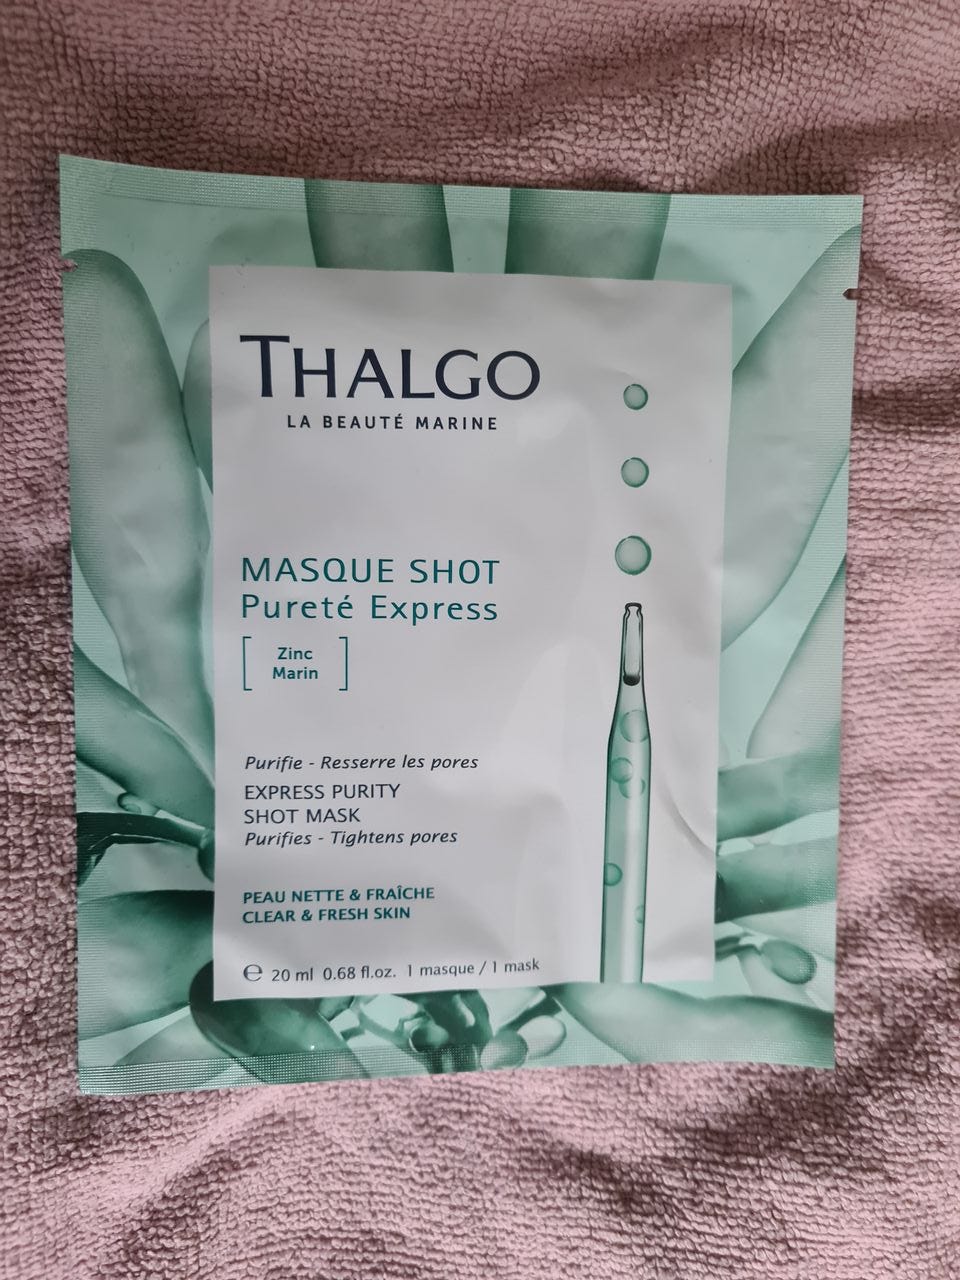 THALGO
LA BEAUTÉ MARINE
MASQUE SHOT
Pureté Express
Zinc
Marin
Purifie - Resserre les pores
EXPRESS PURITY
SHOT MASK
Purifies - Tightens pores
PEAU NETTE & FRAÎCHE
CLEAR & FRESH SKIN
℮ 20 ml 0.68 fl.oz. 1 masque / 1 mask